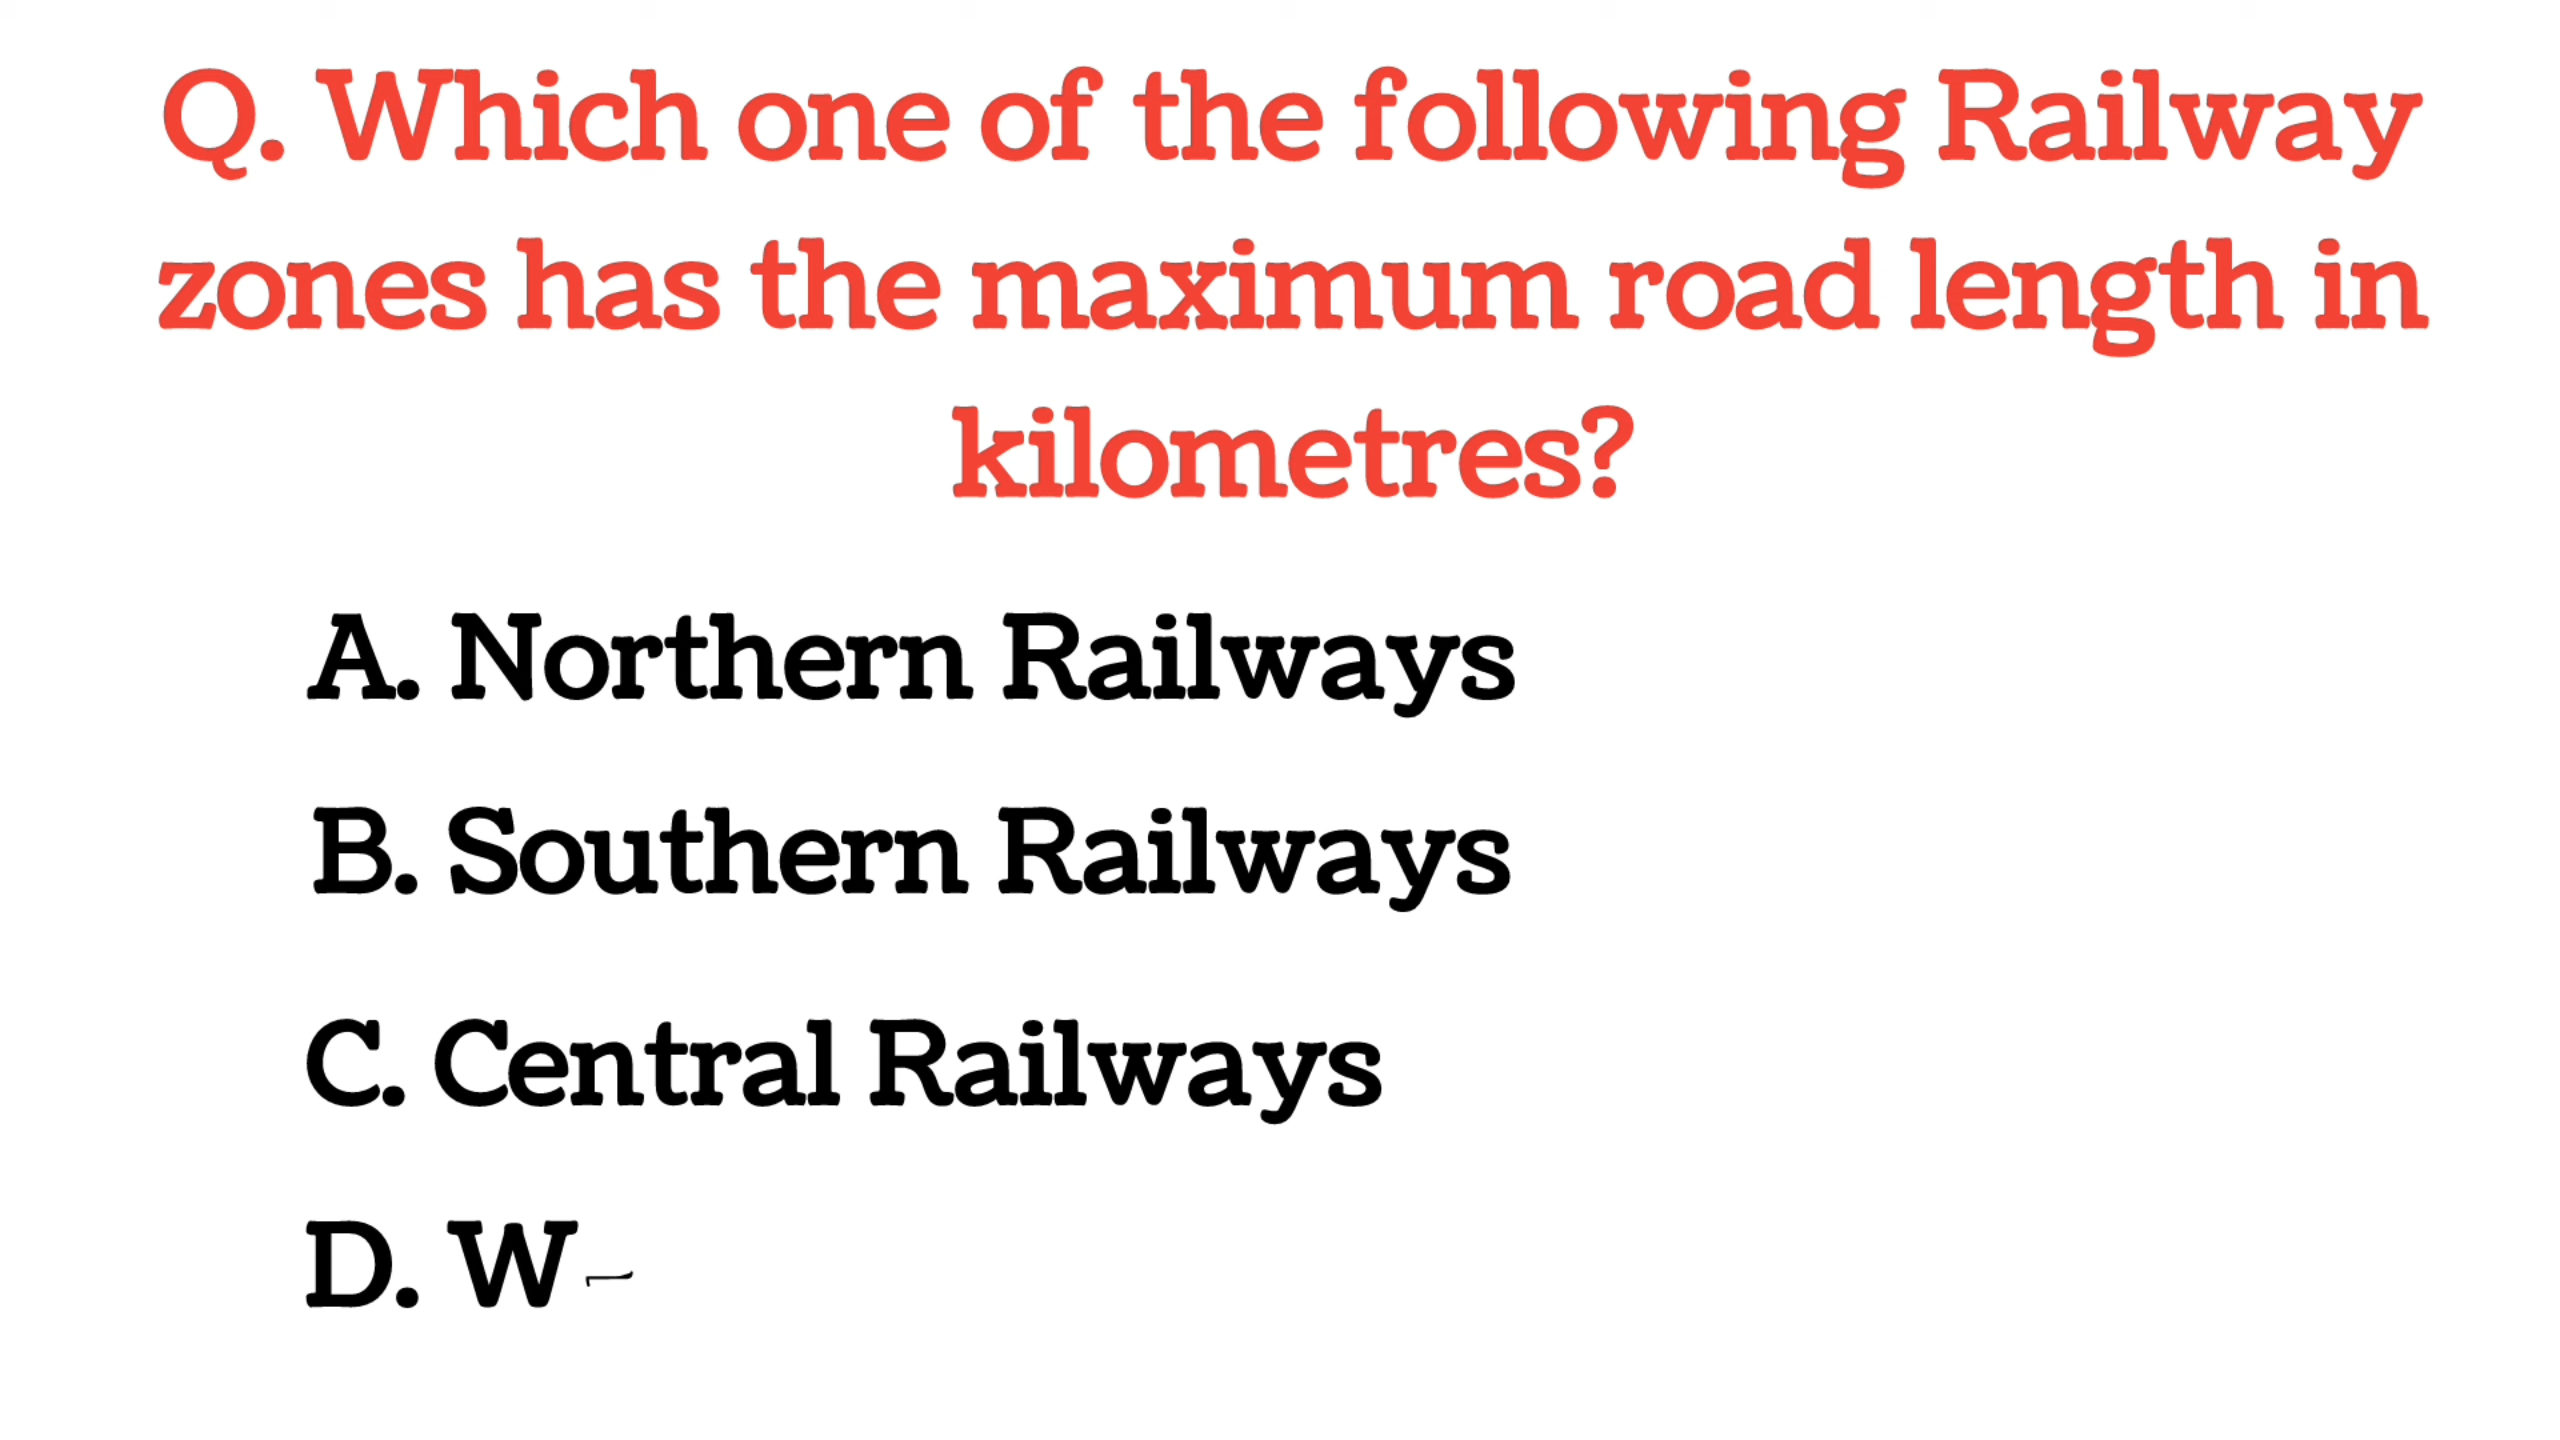 Q. Which one of the following Railway
zones has the maximum road length in
kilometres?
A. Northern Railways
B. Southern Railways
C. Central Railways
D. W